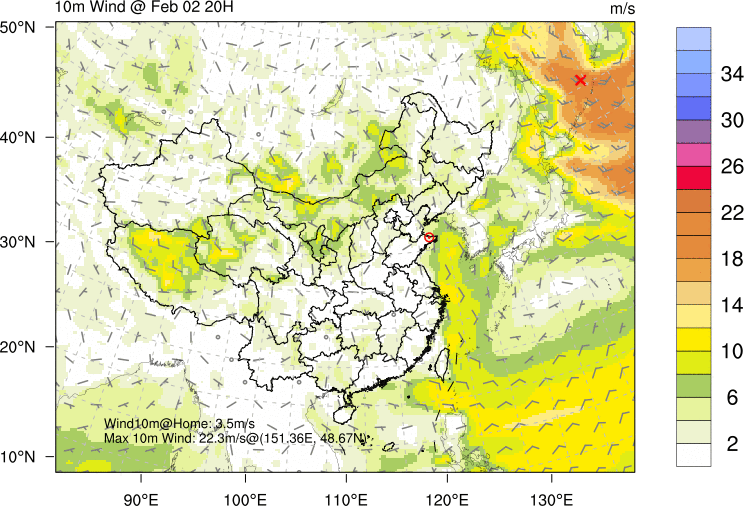 10m Wind @ Feb 02 20H
m/s
50°N
40°N
30°N
20°N
10°N
34
30
26
22
18
14
10
6
2
Wind10m@Home: 3.5m/s
Max 10m Wind: 22.3m/s@(151.36E, 48.67N)
90°E
100°E
110°E
120°E
130°E